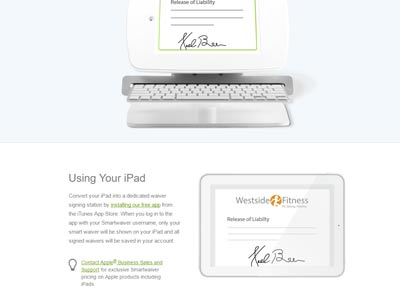 Release of Liability
Using Your iPad
Convert your iPad into a dedicated waiver
signing station by installing our free app from
the iTunes App Store. When you log in to the
app with your Smartwaiver username, only your
smart waiver will be shown on your iPad and all
signed waivers will be saved in your account.
Contact Apple® Business Sales and
Support for exclusive Smartwaiver
pricing on Apple products including
iPads.
Westside Fitness
Release of Liability